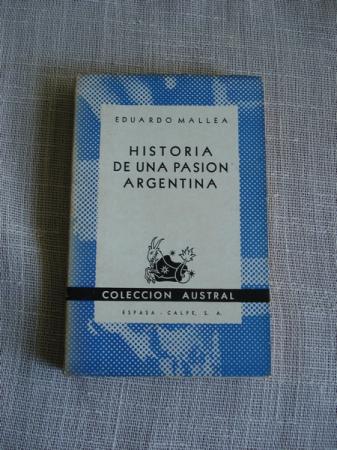 EDUARDO MALLEA
HISTORIA
DE UNA PASION
ARGENTINA
COLECCION AUSTRAL
ESPASA - CALPE, S. A.